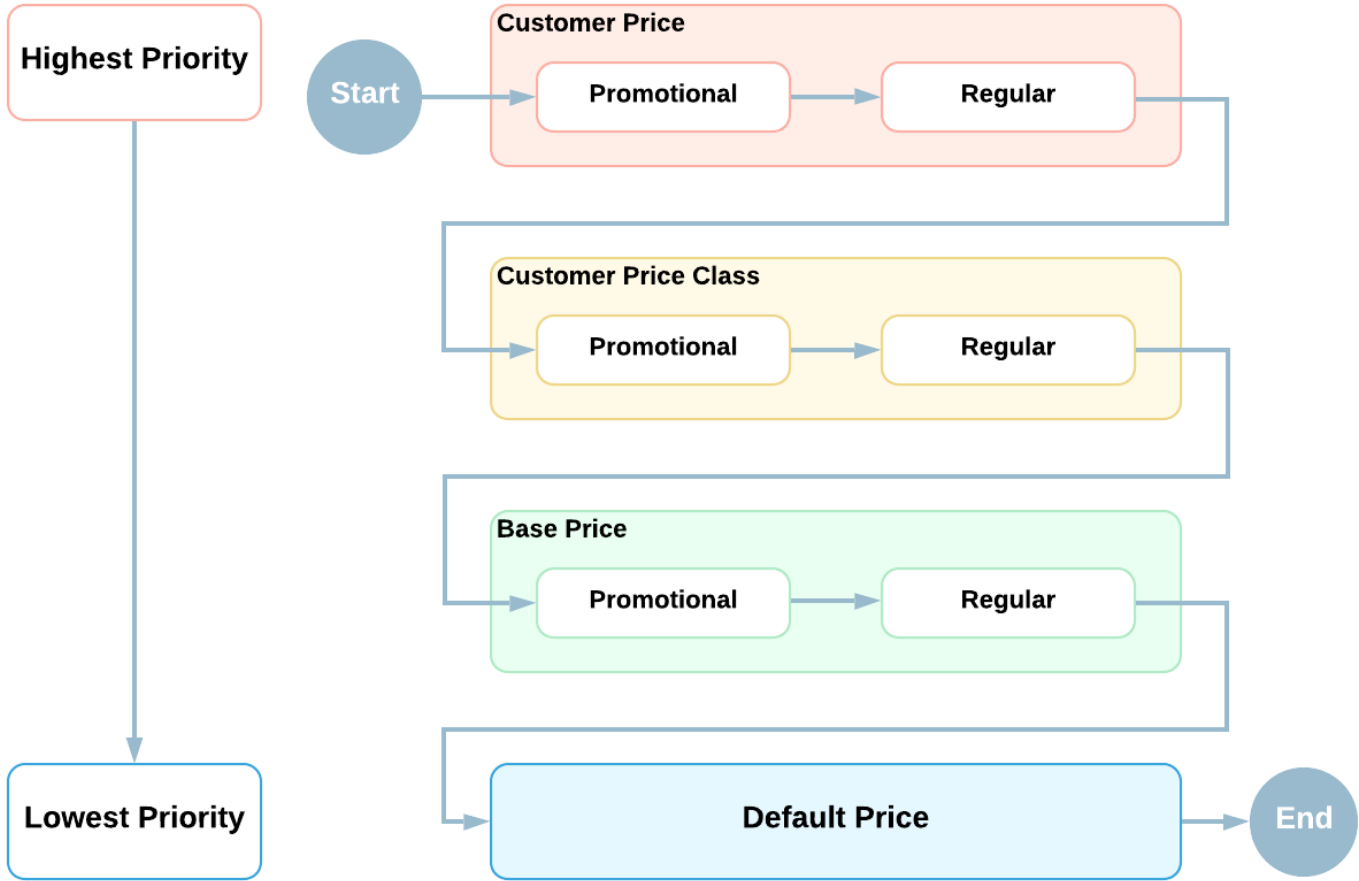 Highest Priority
Start
Customer Price
Promotional
Regular
Customer Price Class
Promotional
Regular
Base Price
Promotional
Regular
Lowest Priority
Default Price
End